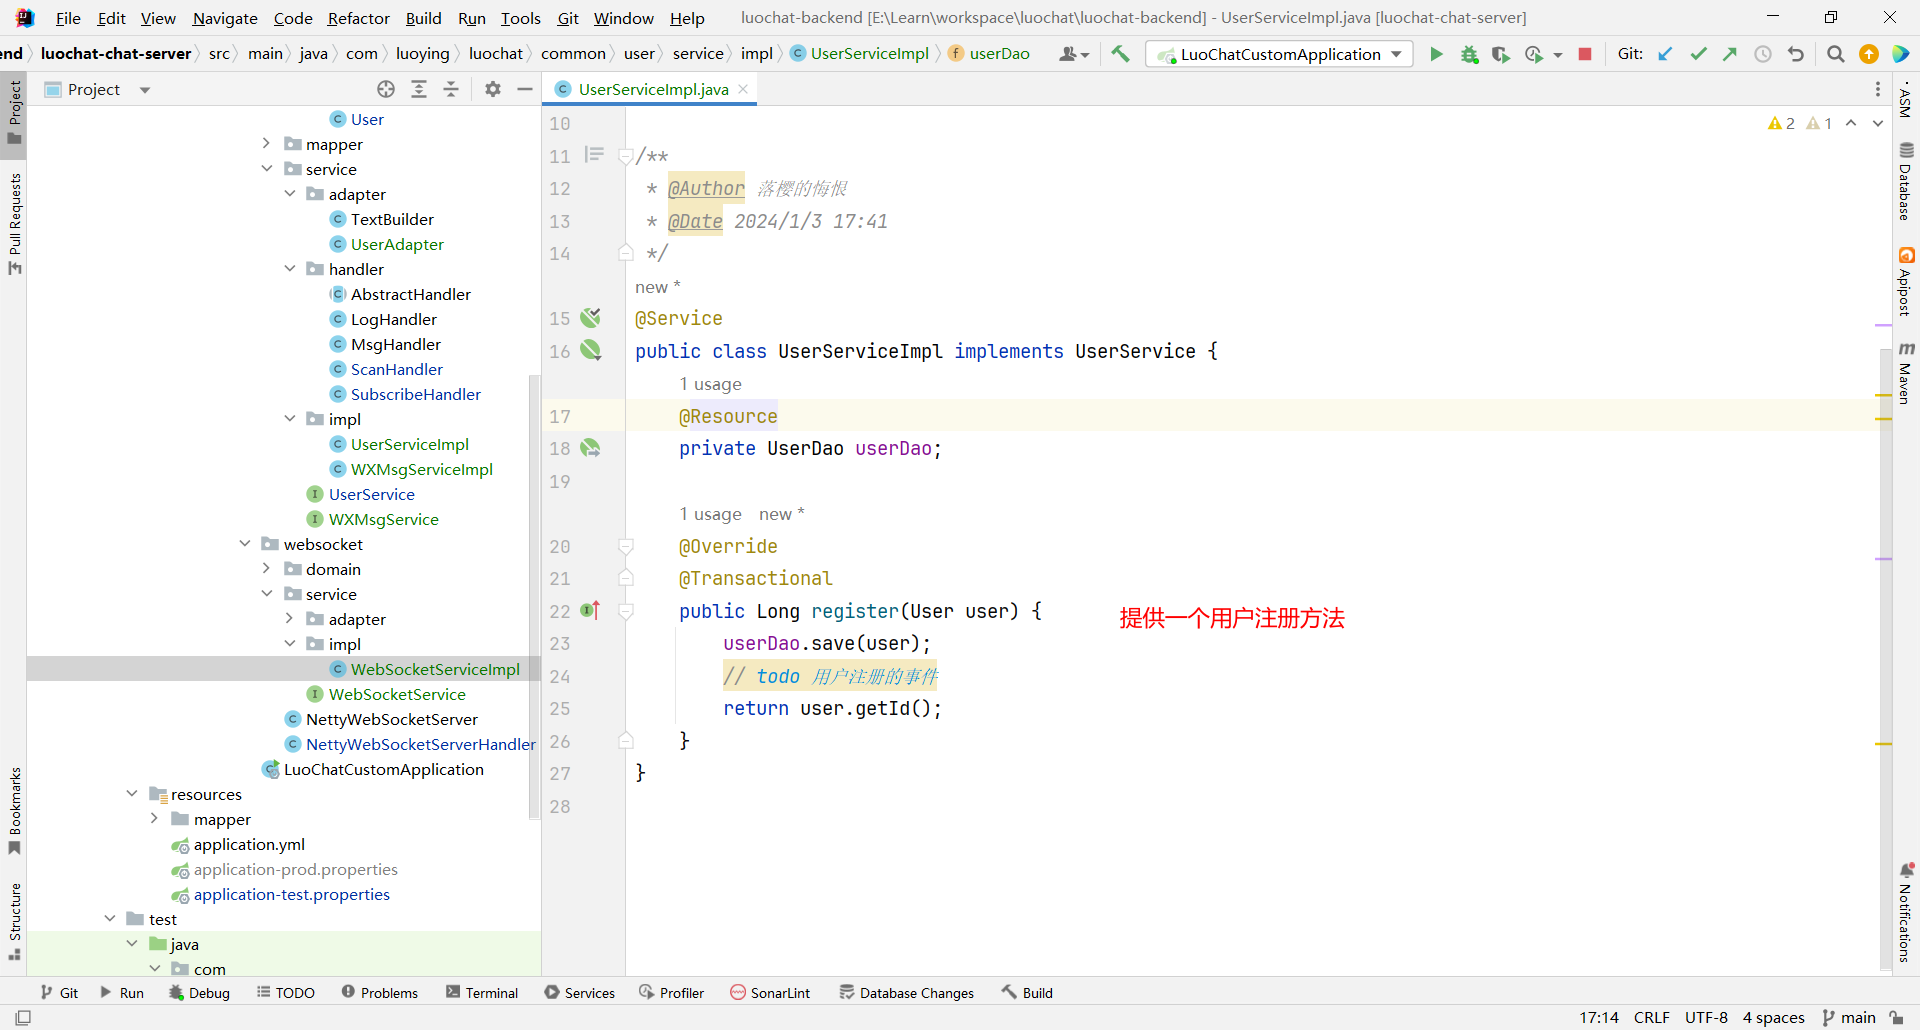 File Edit View Navigate Code Refactor Build Run Tools Git Window Help luochat-backend [E:\Learn\workspace\luochat\luochat-backend] - UserServiceImpl.java [luochat-chat-server]
end luochat-chat-server src main java com luoying luochat common user service impl UserServiceImpl userDao LuoChatCustomApplication Git:
Project UserServiceImpl.java
User
mapper
service
adapter
TextBuilder
UserAdapter
handler
AbstractHandler
LogHandler
MsgHandler
ScanHandler
SubscribeHandler
impl
UserServiceImpl
WXMsgServiceImpl
UserService
WXMsgService
websocket
domain
service
adapter
impl
WebSocketServiceImpl
WebSocketService
NettyWebSocketServer
NettyWebSocketServerHandler
LuoChatCustomApplication
resources
mapper
application.yml
application-prod.properties
application-test.properties
test
java
com
10
11 /**
12 * @Author 落樱的悔恨
13 * @Date 2024/1/3 17:41
14 */
new *
15 @Service
16 public class UserServiceImpl implements UserService {
1 usage
17 @Resource
18 private UserDao userDao;
19
1 usage new *
20 @Override
21 @Transactional
22 public Long register(User user) {
23 userDao.save(user);
24 // todo 用户注册的事件
25 return user.getId();
26 }
27 }
28
提供一个用户注册方法
2 1
Project
Pull Requests
Bookmarks
Structure
ASM
Database
Apipost
Maven
Notifications
Git Run Debug TODO Problems Terminal Services Profiler SonarLint Database Changes Build
17:14 CRLF UTF-8 4 spaces main